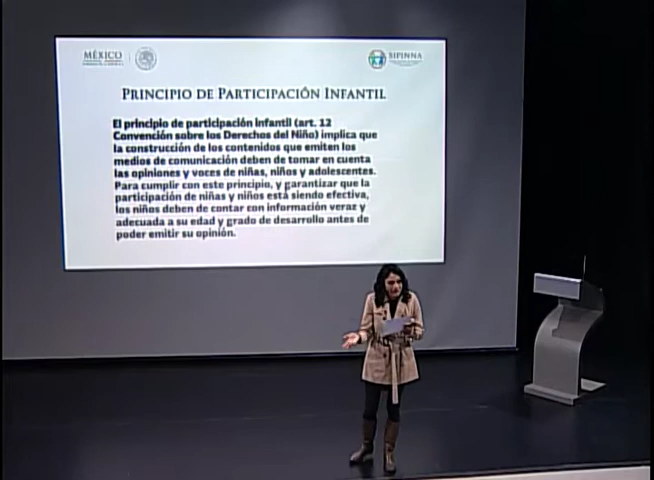 MÉXICO
SIPINNA
PRINCIPIO DE PARTICIPACIÓN INFANTIL
El principio de participación infantil (art. 12
Convención sobre los Derechos del Niño) implica que
la construcción de los contenidos que emiten los
medios de comunicación deben de tomar en cuenta
las opiniones y voces de niñas, niños y adolescentes.
Para cumplir con este principio, y garantizar que la
participación de niñas y niños está siendo efectiva,
los niños deben de contar con información veraz y
adecuada a su edad y grado de desarrollo antes de
poder emitir su opinión.